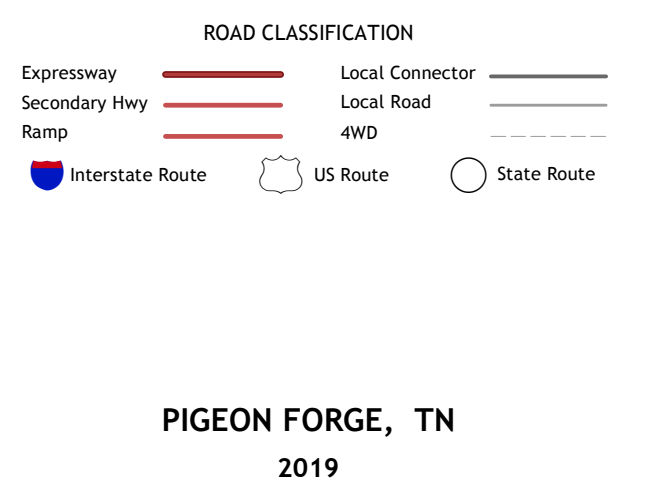 ROAD CLASSIFICATION
Expressway
Local Connector
Secondary Hwy
Local Road
Ramp
4WD
Interstate Route
US Route
State Route
PIGEON FORGE, TN
2019